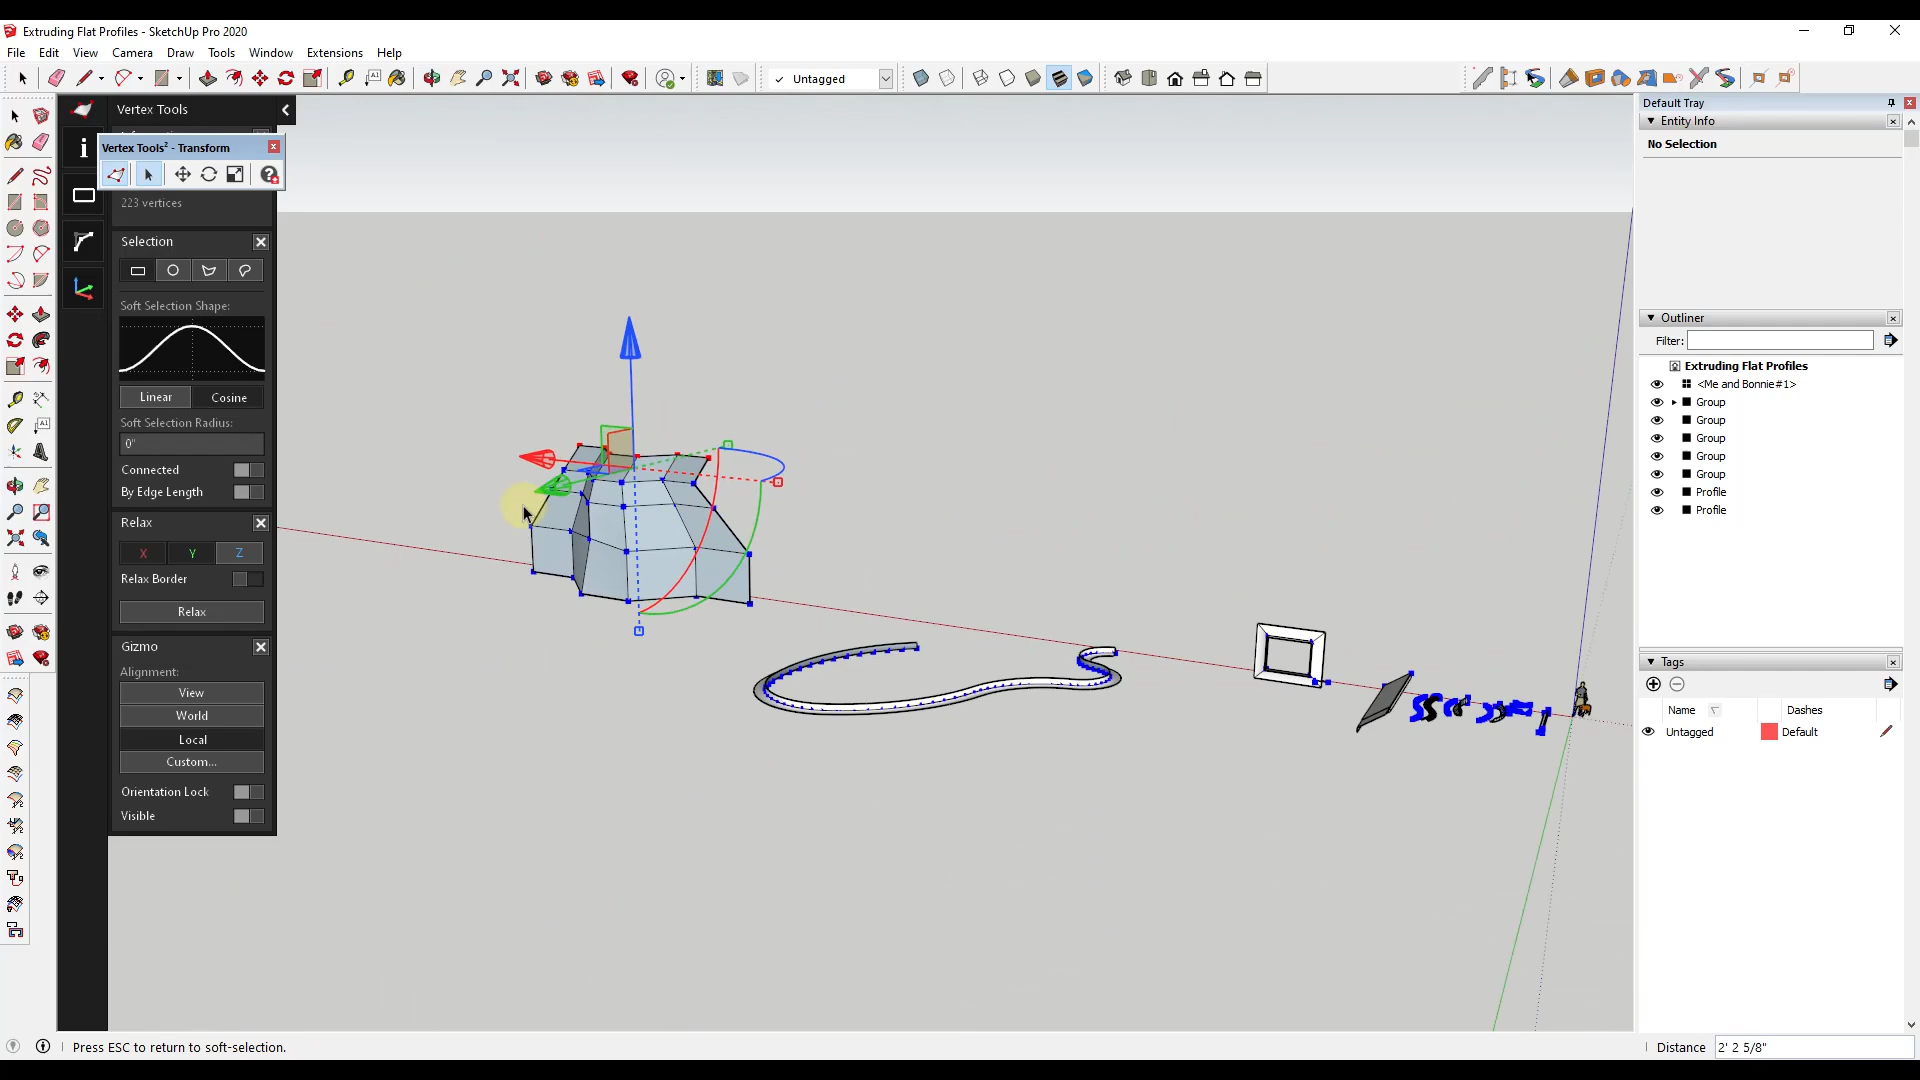 Extruding Flat Profiles - SketchUp Pro 2020
File Edit View Camera Draw Tools Window Extensions Help
Untagged
Vertex Tools
Vertex Tools² - Transform
223 vertices
Selection
Soft Selection Shape:
Linear Cosine
Soft Selection Radius:
0"
Connected
By Edge Length
Relax
X Y Z
Relax Border
Relax
Gizmo
Alignment:
View
World
Local
Custom...
Orientation Lock
Visible
Default Tray
Entity Info
No Selection
Outliner
Filter:
Extruding Flat Profiles
<Me and Bonnie#1>
Group
Group
Group
Group
Group
Profile
Profile
Tags
Name Dashes
Untagged Default
Press ESC to return to soft-selection.
Distance 2' 2 5/8"